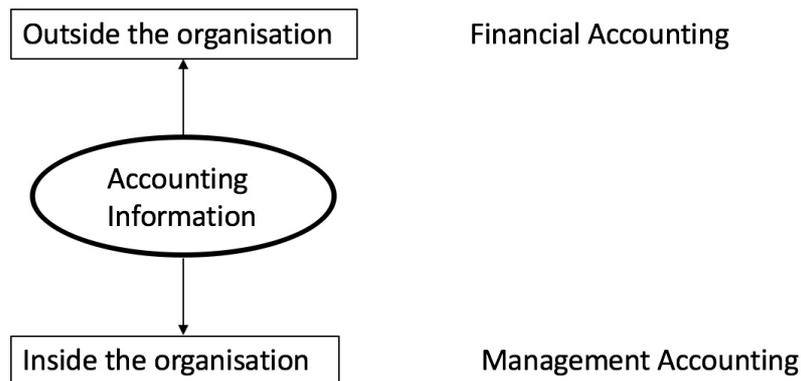 Outside the organisation
Financial Accounting
Accounting
Information
Inside the organisation
Management Accounting